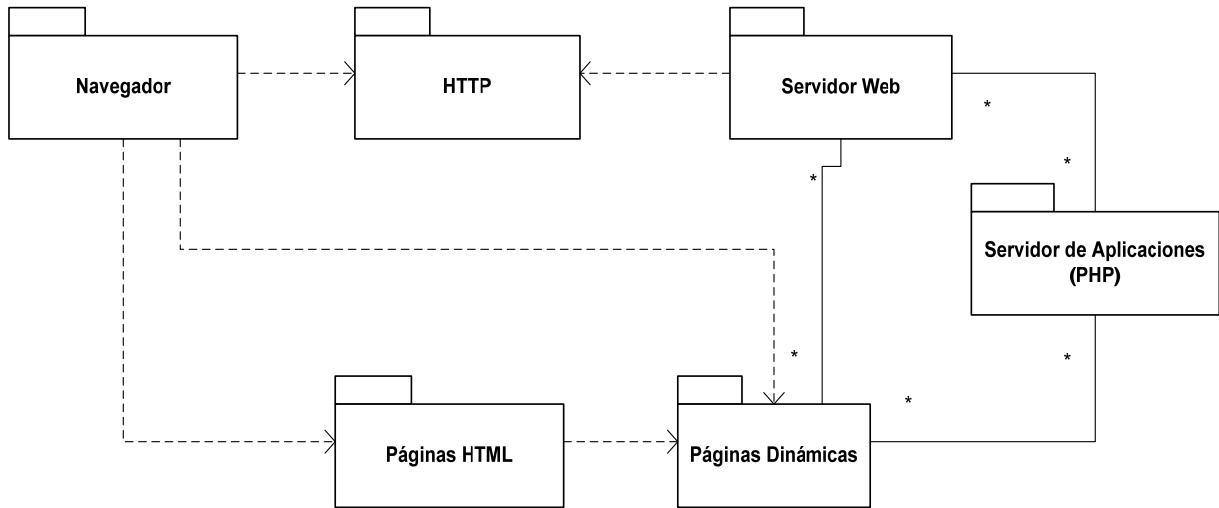 Navegador
HTTP
Servidor Web
*
*
*
Servidor de Aplicaciones
(PHP)
*
*
*
Páginas HTML
Páginas Dinámicas